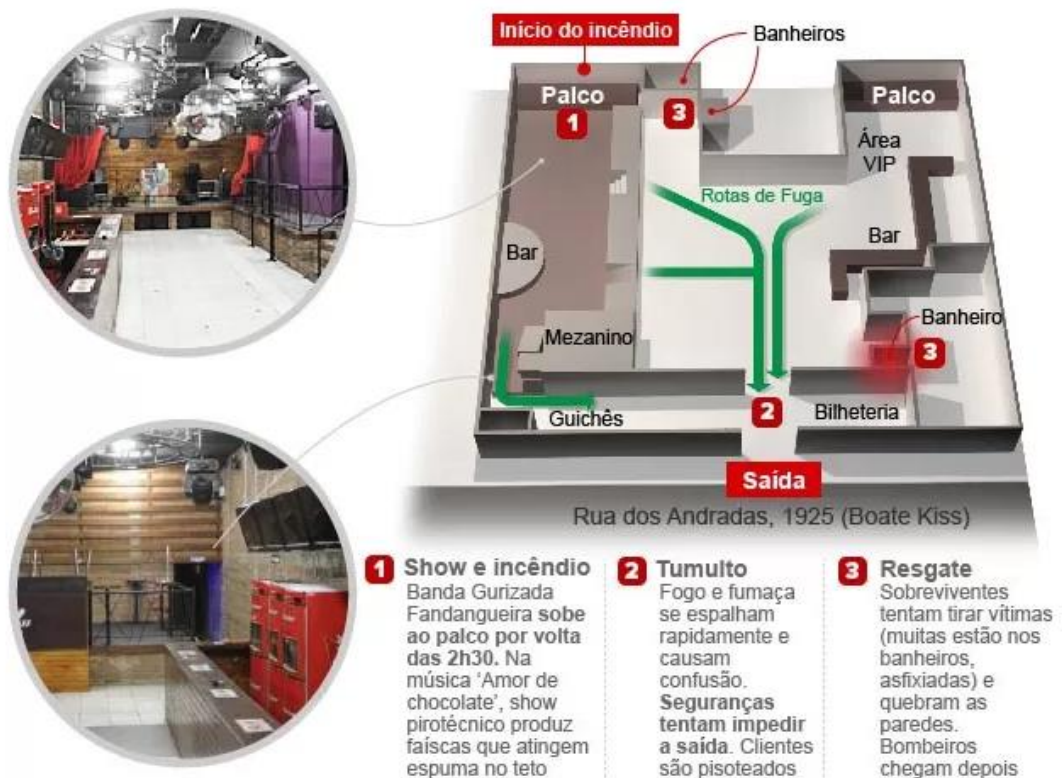 Início do incêndio
Banheiros
Palco
1
3
Palco
Área
VIP
Rotas de Fuga
Bar
Bar
Mezanino
Banheiro
3
Guichês
2
Bilheteria
Saída
Rua dos Andradas, 1925 (Boate Kiss)
1 Show e incêndio
Banda Gurizada
Fandangueira sobe
ao palco por volta
das 2h30. Na
música 'Amor de
chocolate', show
pirotécnico produz
faíscas que atingem
espuma no teto
2 Tumulto
Fogo e fumaça
se espalham
rapidamente e
causam
confusão.
Seguranças
tentam impedir
a saída. Clientes
são pisoteados
3 Resgate
Sobreviventes
tentam tirar vítimas
(muitas estão nos
banheiros,
asfixiadas) e
quebram as
paredes.
Bombeiros
chegam depois